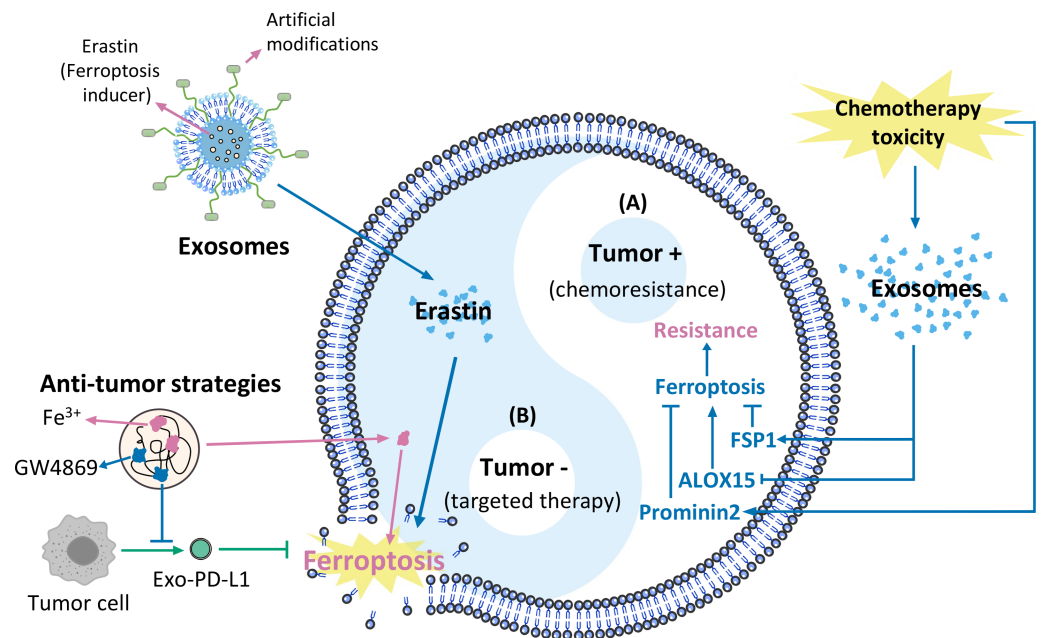 Artificial
modifications
Erastin
(Ferroptosis
inducer)
Exosomes
Chemotherapy
toxicity
Exosomes
(A)
Tumor +
(chemoresistance)
Resistance
Ferroptosis
FSP1
ALOX15
Prominin2
Erastin
(B)
Tumor -
(targeted therapy)
Anti-tumor strategies
Fe³⁺
GW4869
Tumor cell
Exo-PD-L1
Ferroptosis